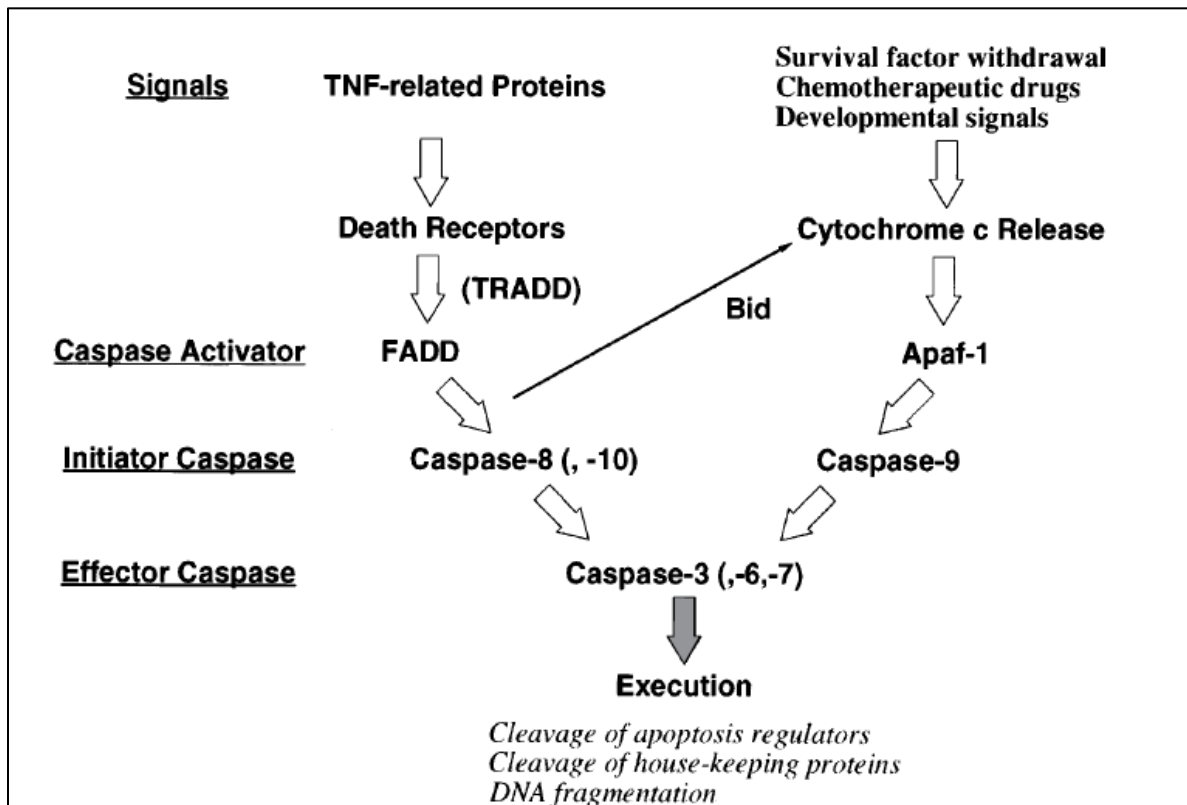 Signals
TNF-related Proteins
Survival factor withdrawal
Chemotherapeutic drugs
Developmental signals
Death Receptors
Cytochrome c Release
(TRADD)
Bid
Caspase Activator
FADD
Apaf-1
Initiator Caspase
Caspase-8 (, -10)
Caspase-9
Effector Caspase
Caspase-3 (,-6,-7)
Execution
Cleavage of apoptosis regulators
Cleavage of house-keeping proteins
DNA fragmentation